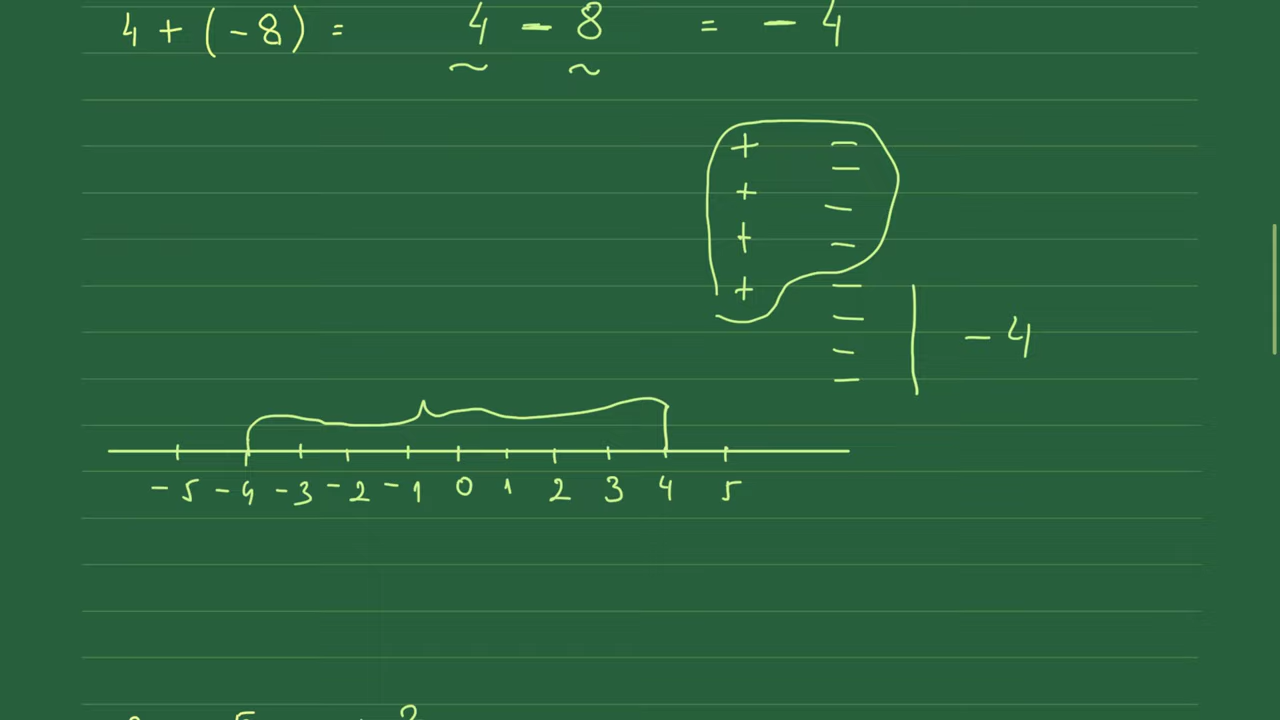 4 + (-8) = 4 - 8 = - 4
+ −
−
+ −
+ −
+ −
−
− - 4
−
-5 -4 -3 -2 -1 0 1 2 3 4 5